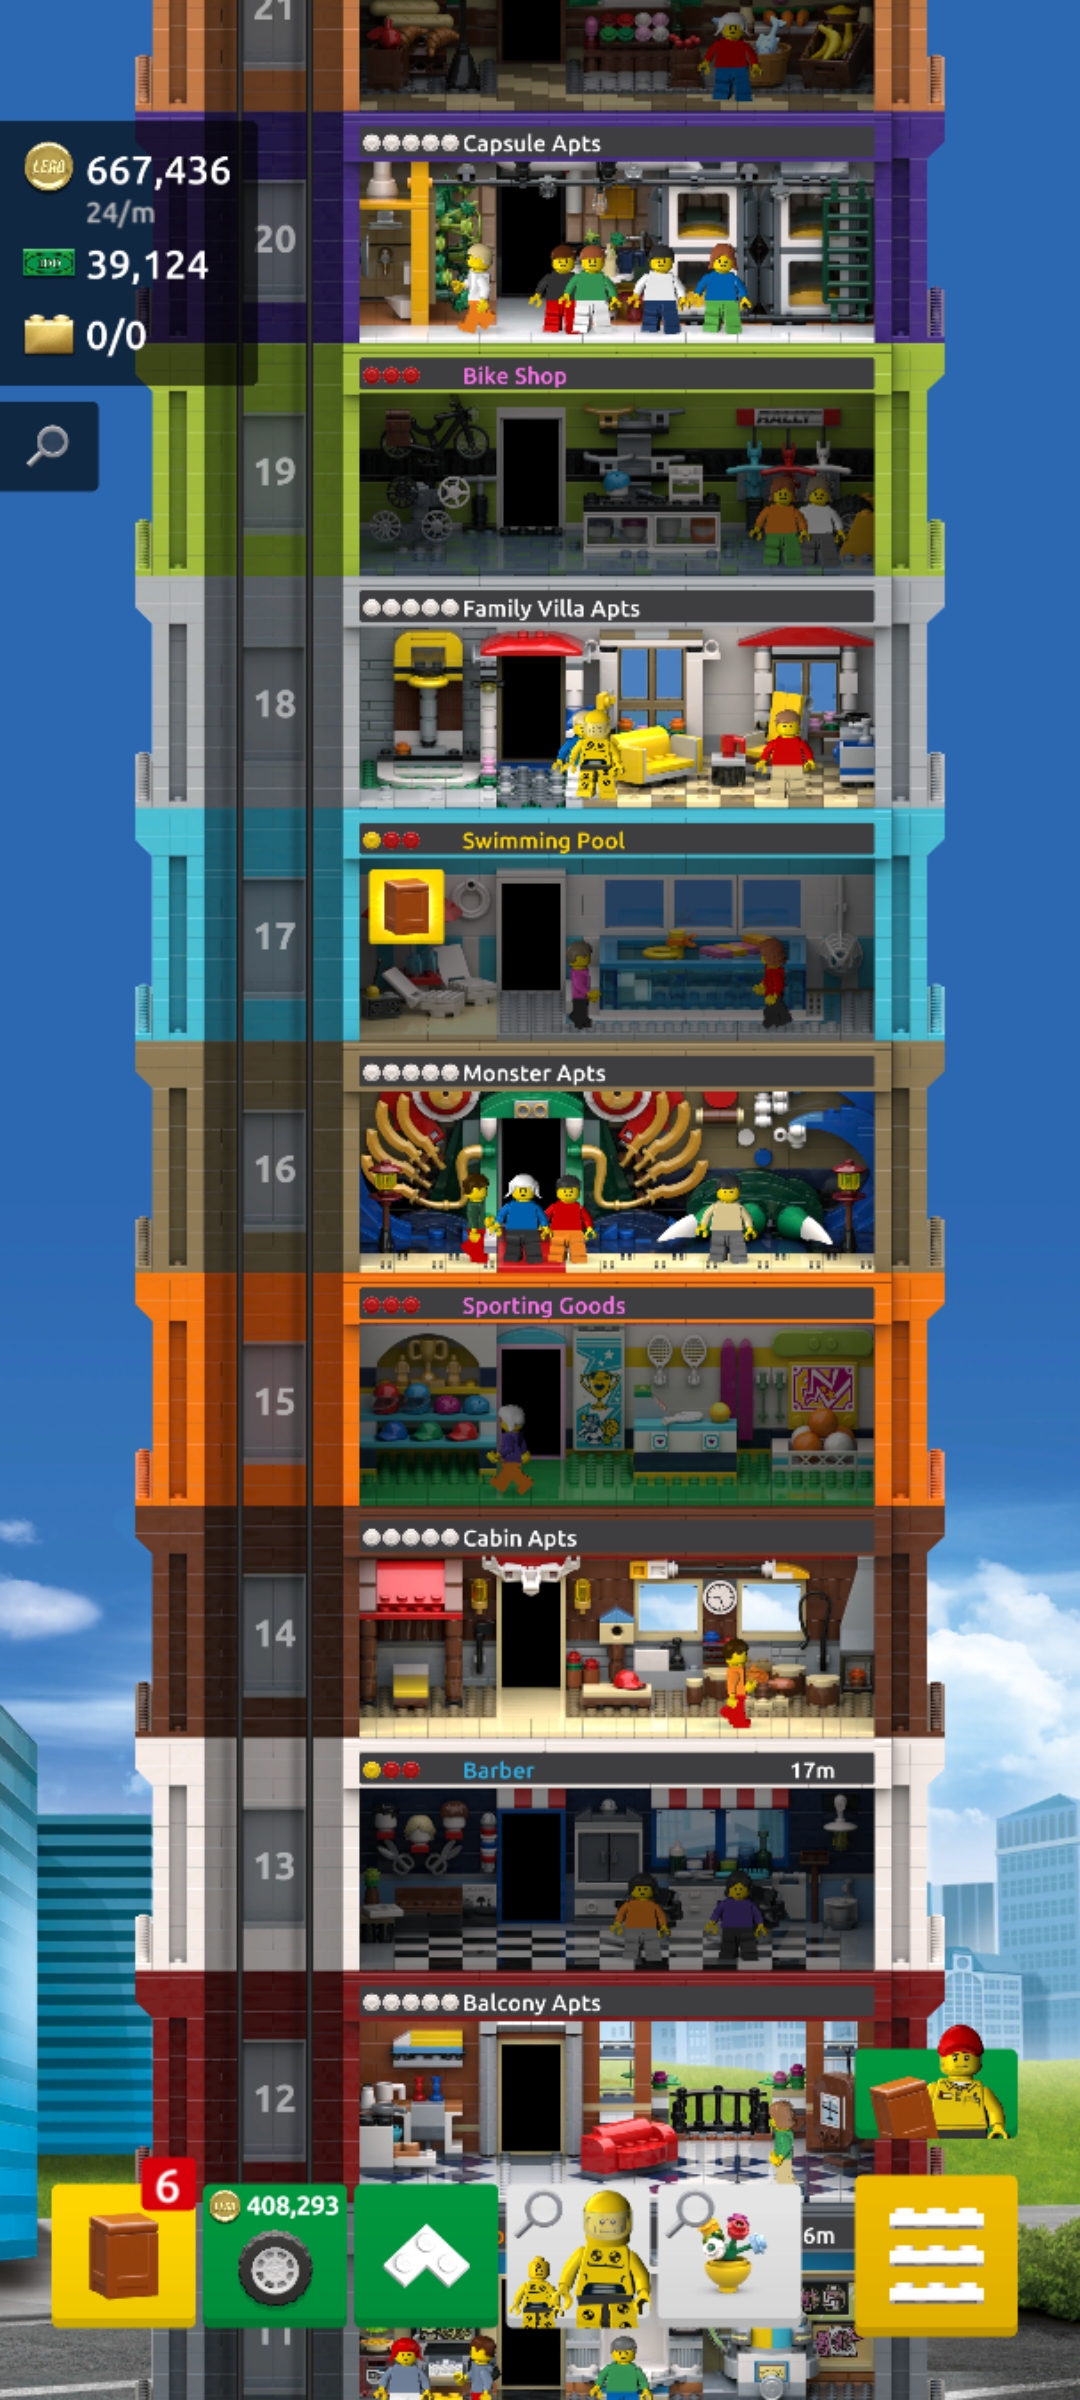 21
LEGO
667,436
24/m
39,124
0/0
Capsule Apts
20
Bike Shop
RALLY
19
Family Villa Apts
18
Swimming Pool
17
Monster Apts
16
Sporting Goods
15
Cabin Apts
14
Barber 17m
13
Balcony Apts
12
6
408,293
6m
11